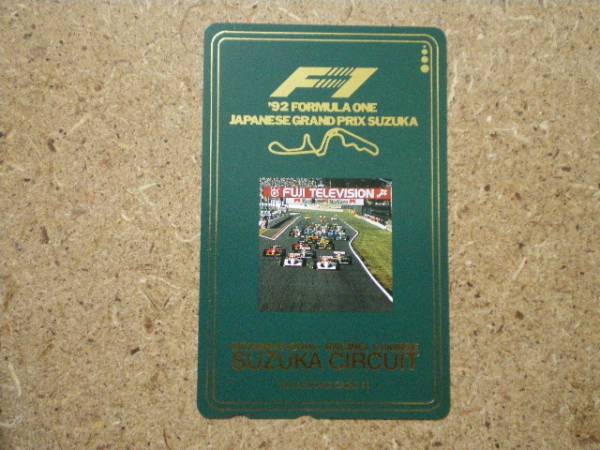 F1
'92 FORMULA ONE
JAPANESE GRAND PRIX SUZUKA
FUJI TELEVISION
SUZUKA CIRCUIT